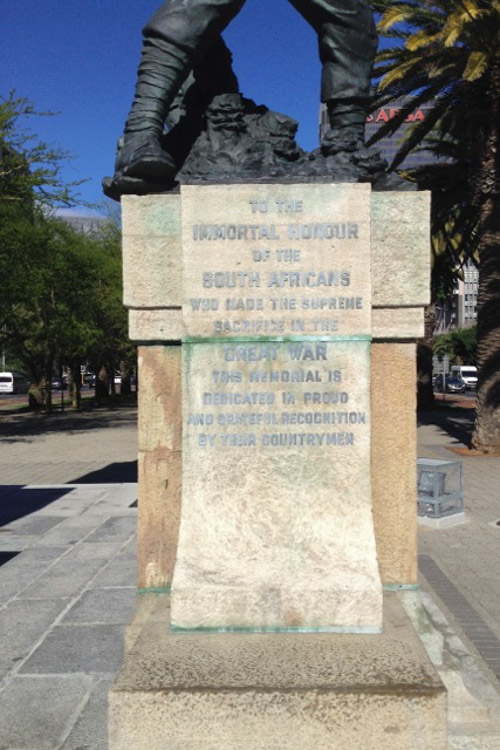 ABSA
TO THE
IMMORTAL HONOUR
OF THE
SOUTH AFRICANS
WHO MADE THE SUPREME
SACRIFICE IN THE
GREAT WAR
THIS MEMORIAL IS
DEDICATED IN PROUD
AND GRATEFUL RECOGNITION
BY THEIR COUNTRYMEN